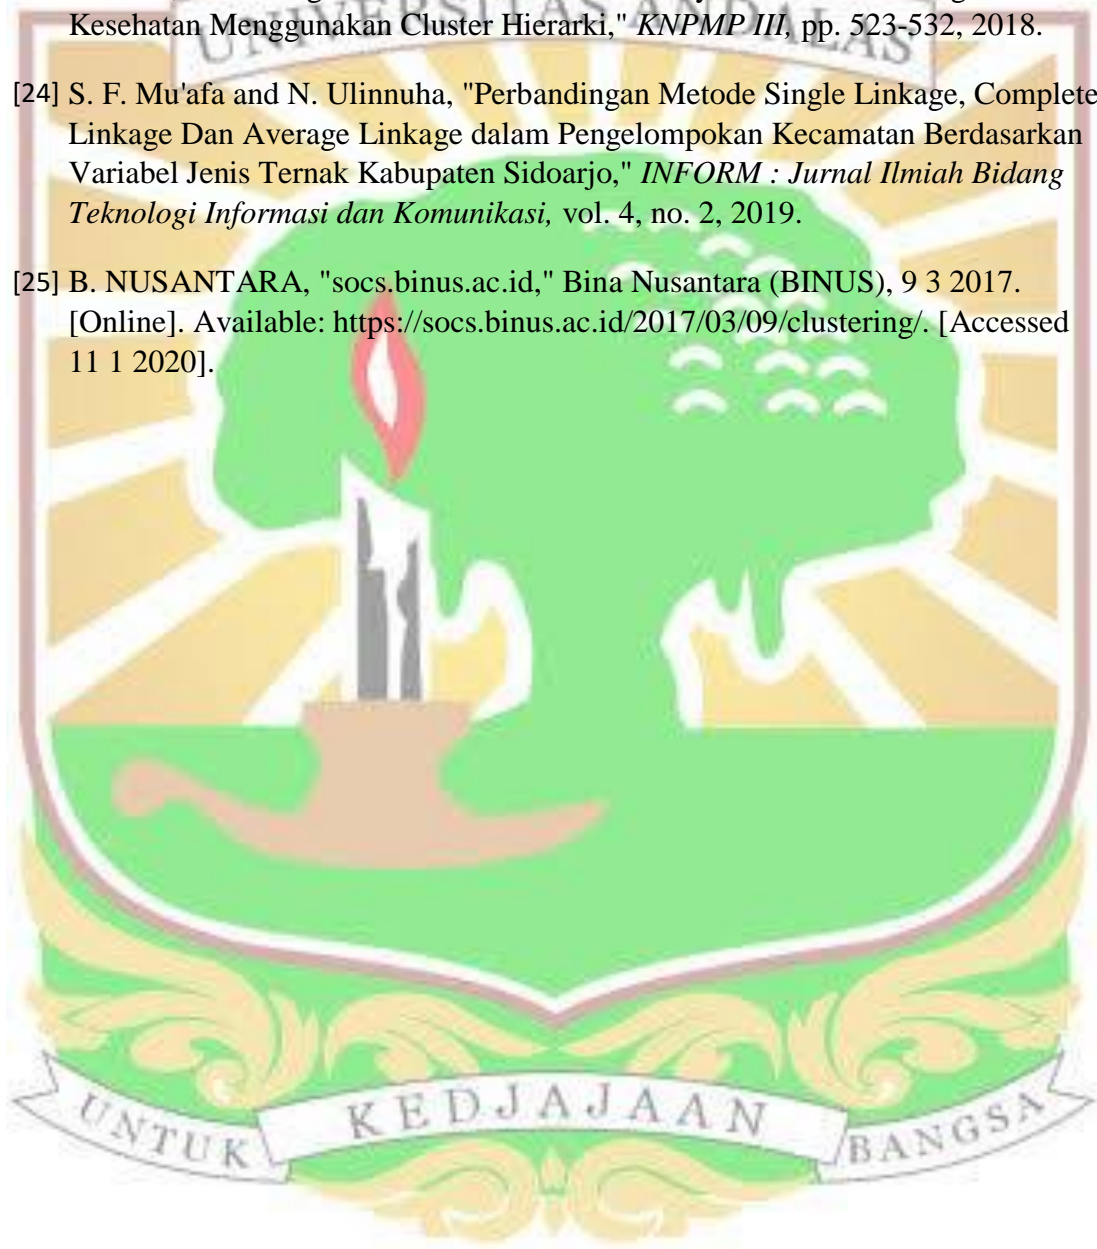 Kesehatan Menggunakan Cluster Hierarki," KNPMP III, pp. 523-532, 2018.
UNIVERSITAS ANDALAS
[24] S. F. Mu'afa and N. Ulinnuha, "Perbandingan Metode Single Linkage, Complete
Linkage Dan Average Linkage dalam Pengelompokan Kecamatan Berdasarkan
Variabel Jenis Ternak Kabupaten Sidoarjo," INFORM : Jurnal Ilmiah Bidang
Teknologi Informasi dan Komunikasi, vol. 4, no. 2, 2019.
[25] B. NUSANTARA, "socs.binus.ac.id," Bina Nusantara (BINUS), 9 3 2017.
[Online]. Available: https://socs.binus.ac.id/2017/03/09/clustering/. [Accessed
11 1 2020].
UNTUK KEDJAJAAN BANGSA